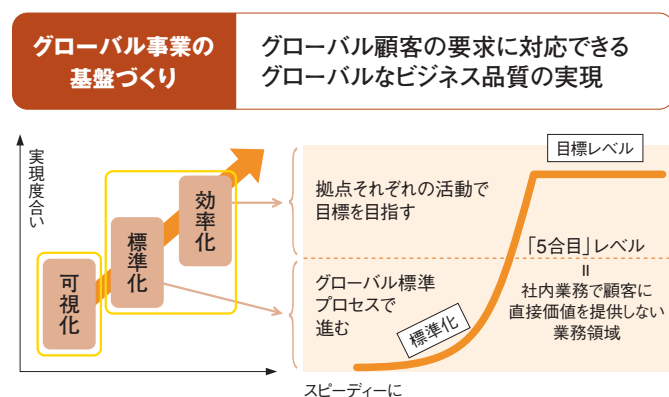 グローバル事業の
基盤づくり
グローバル顧客の要求に対応できる
グローバルなビジネス品質の実現
実現度合い
可視化
標準化
効率化
拠点それぞれの活動で
目標を目指す
グローバル標準
プロセスで
進む
標準化
目標レベル
「5合目」レベル
=
社内業務で顧客に
直接価値を提供しない
業務領域
スピーディーに